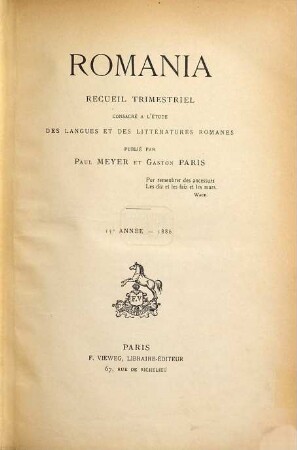 ROMANIA
RECUEIL TRIMESTRIEL
CONSACRÉ A L'ÉTUDE
DES LANGUES ET DES LITTÉRATURES ROMANES
PUBLIÉ PAR
PAUL MEYER ET GASTON PARIS
Pur remembrer des ancessurs
Les diz et les faiz et les murs.
WACE.
15e ANNÉE — 1886
F.V
PARIS
F. VIEWEG, LIBRAIRE-ÉDITEUR
67, RUE DE RICHELIEU